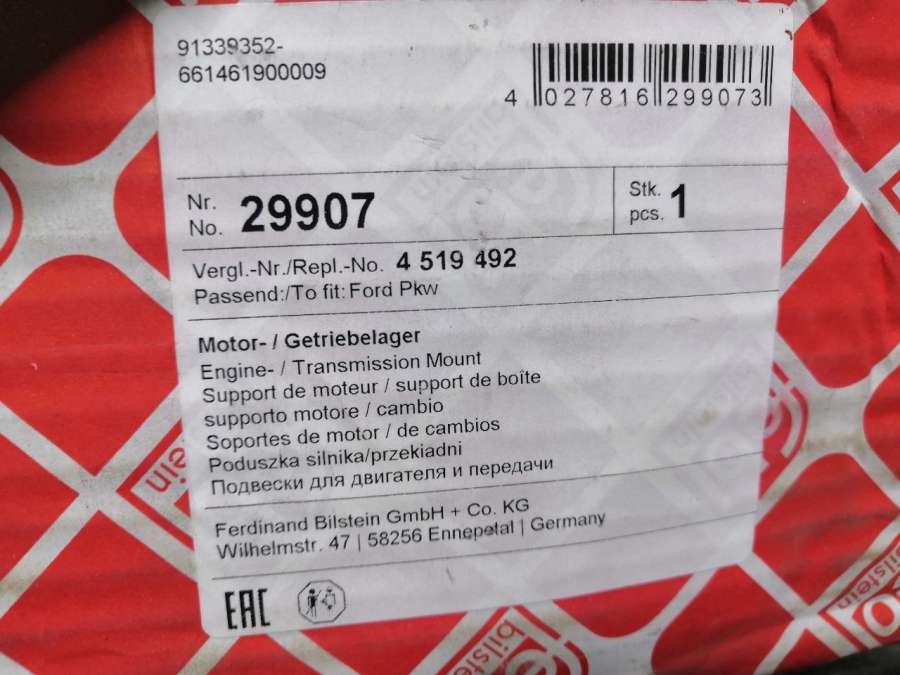 91339352-
661461900009
4 027816 299073
Nr.
No. 29907
Stk.
pcs. 1
Vergl.-Nr./Repl.-No. 4 519 492
Passend:/To fit: Ford Pkw
Motor- / Getriebelager
Engine- / Transmission Mount
Support de moteur / support de boîte
supporto motore / cambio
Soportes de motor / de cambios
Poduszka silnika/przekiadni
Подвески для двигателя и передачи
Ferdinand Bilstein GmbH + Co. KG
Wilhelmstr. 47 | 58256 Ennepetal | Germany
EAC
bilstein
bilstein